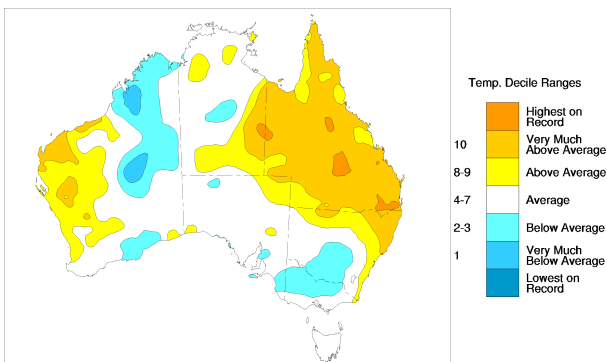 Temp. Decile Ranges
Highest on
Record
10
Very Much
Above Average
8-9
Above Average
4-7
Average
2-3
Below Average
1
Very Much
Below Average
Lowest on
Record